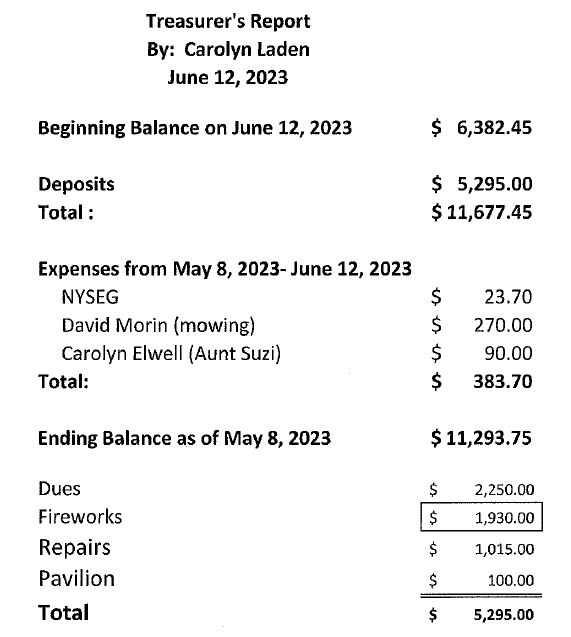 Treasurer's Report
By: Carolyn Laden
June 12, 2023
Beginning Balance on June 12, 2023 $ 6,382.45
Deposits $ 5,295.00
Total : $ 11,677.45
Expenses from May 8, 2023- June 12, 2023
NYSEG $ 23.70
David Morin (mowing) $ 270.00
Carolyn Elwell (Aunt Suzi) $ 90.00
Total: $ 383.70
Ending Balance as of May 8, 2023 $ 11,293.75
Dues $ 2,250.00
Fireworks $ 1,930.00
Repairs $ 1,015.00
Pavilion $ 100.00
Total $ 5,295.00